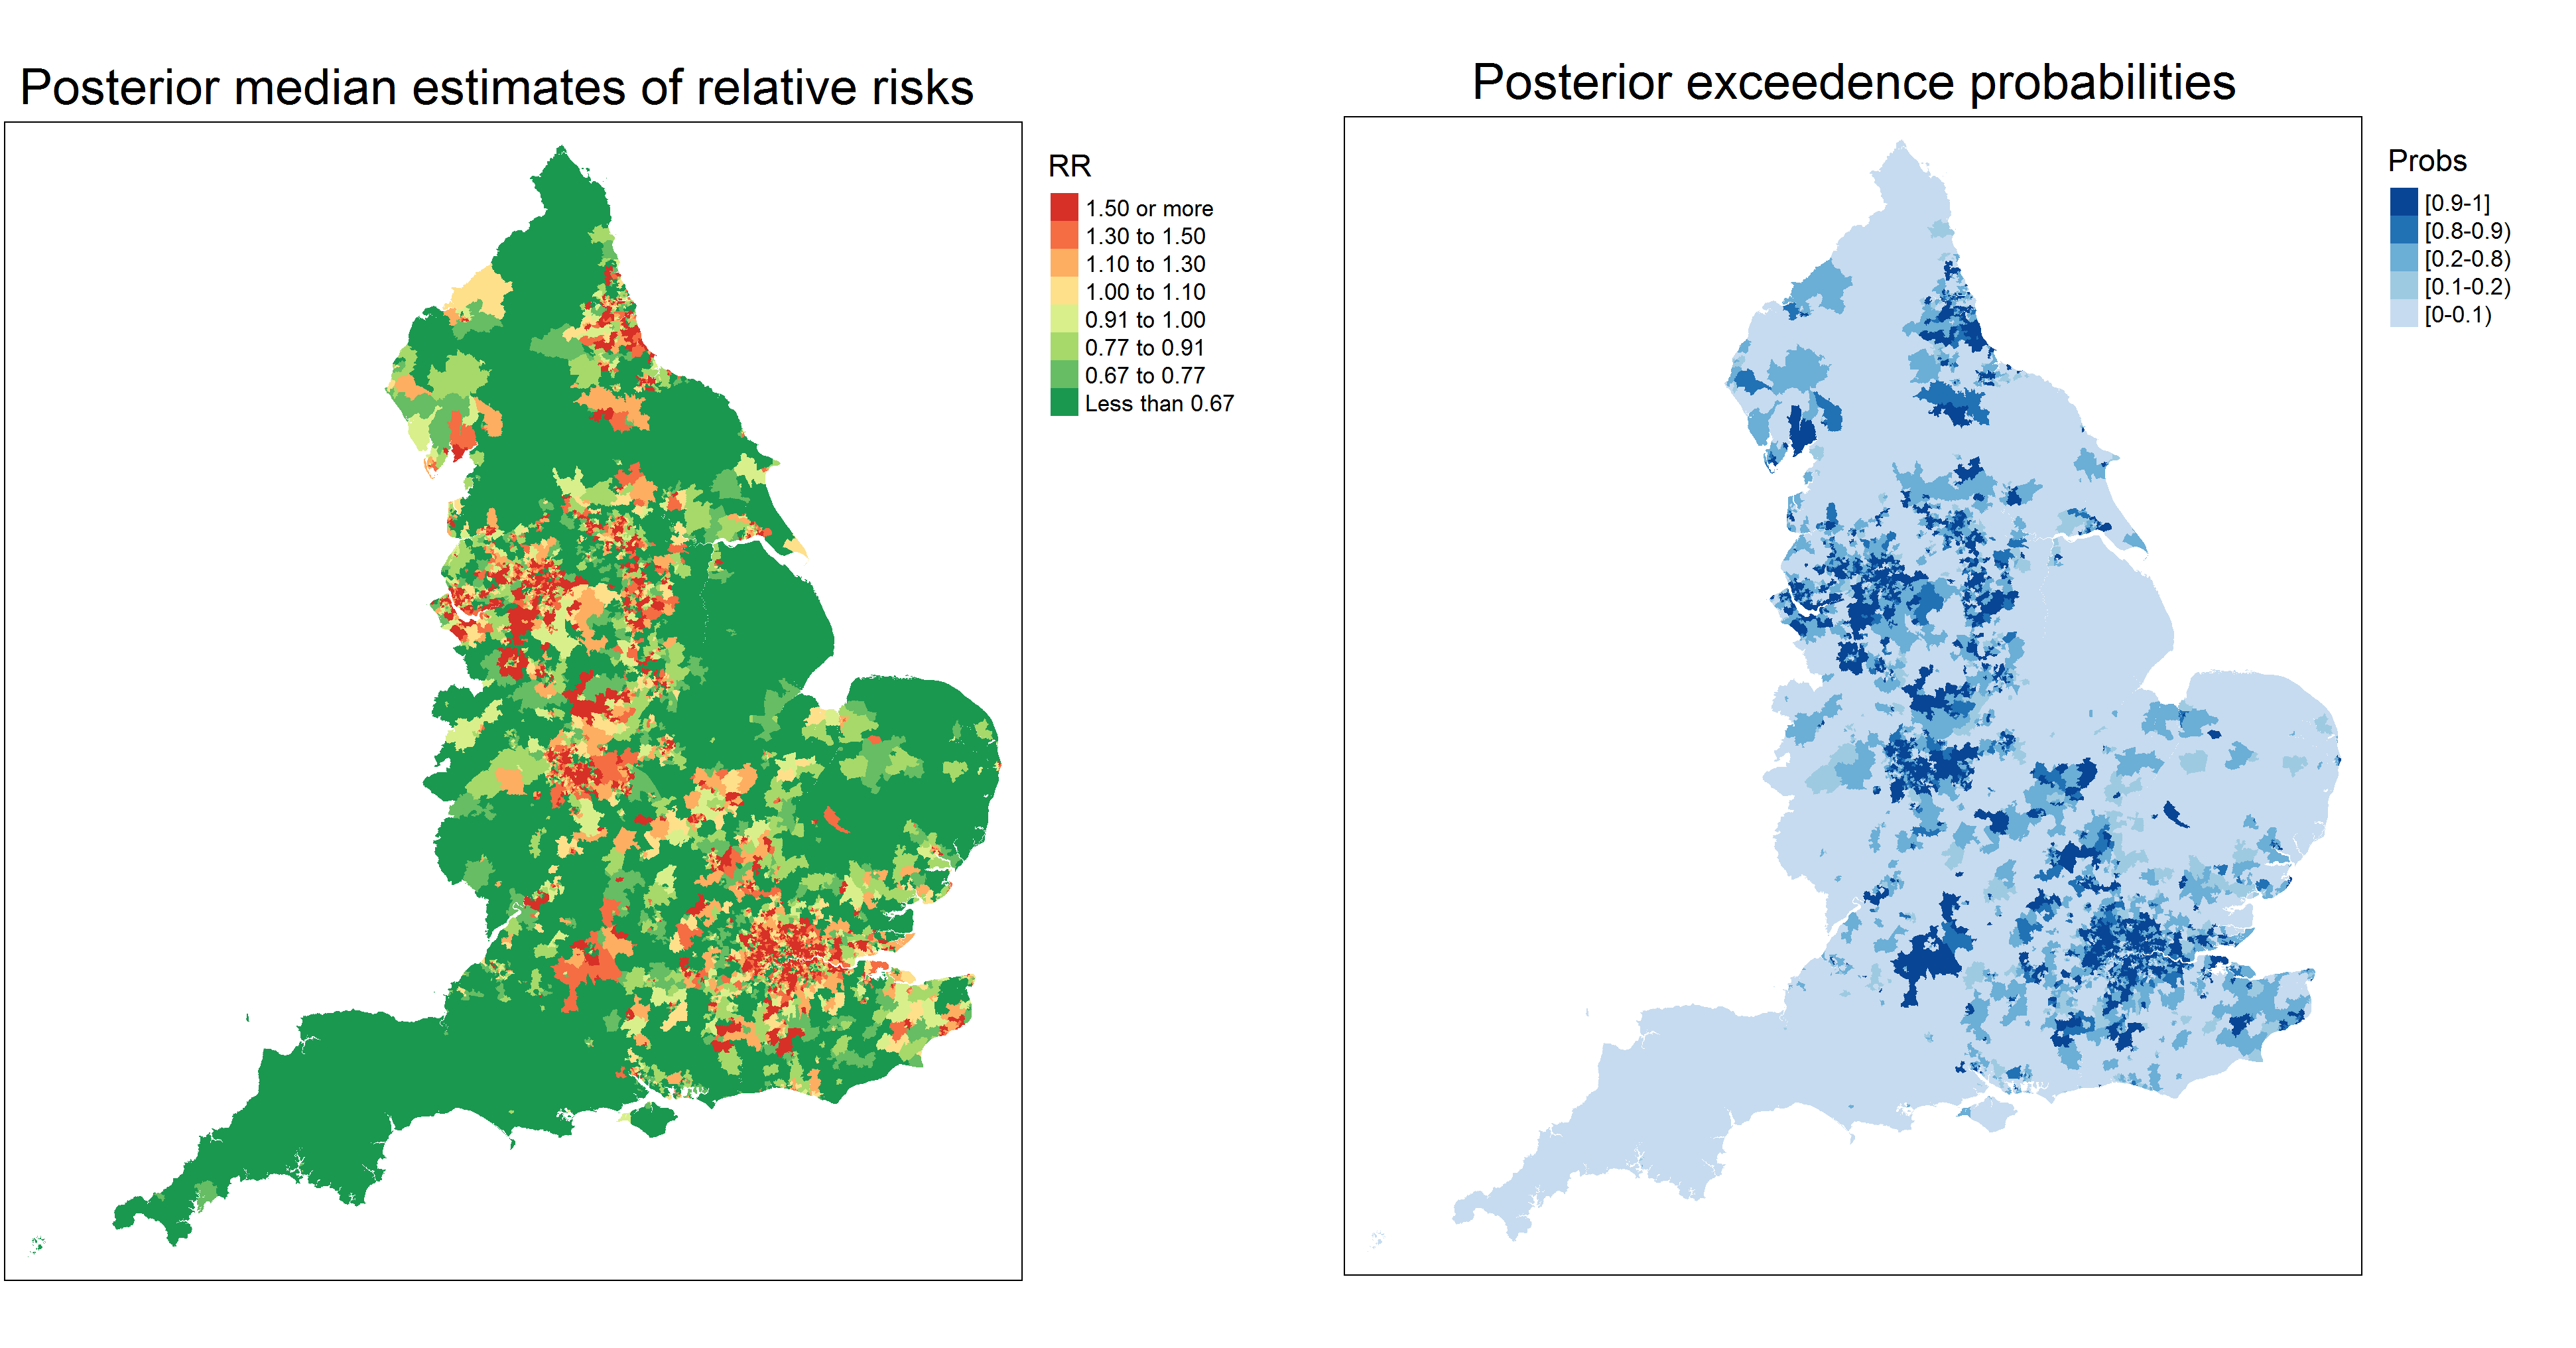 Posterior median estimates of relative risks
RR
1.50 or more
1.30 to 1.50
1.10 to 1.30
1.00 to 1.10
0.91 to 1.00
0.77 to 0.91
0.67 to 0.77
Less than 0.67
Posterior exceedence probabilities
Probs
[0.9-1]
[0.8-0.9)
[0.2-0.8)
[0.1-0.2)
[0-0.1)